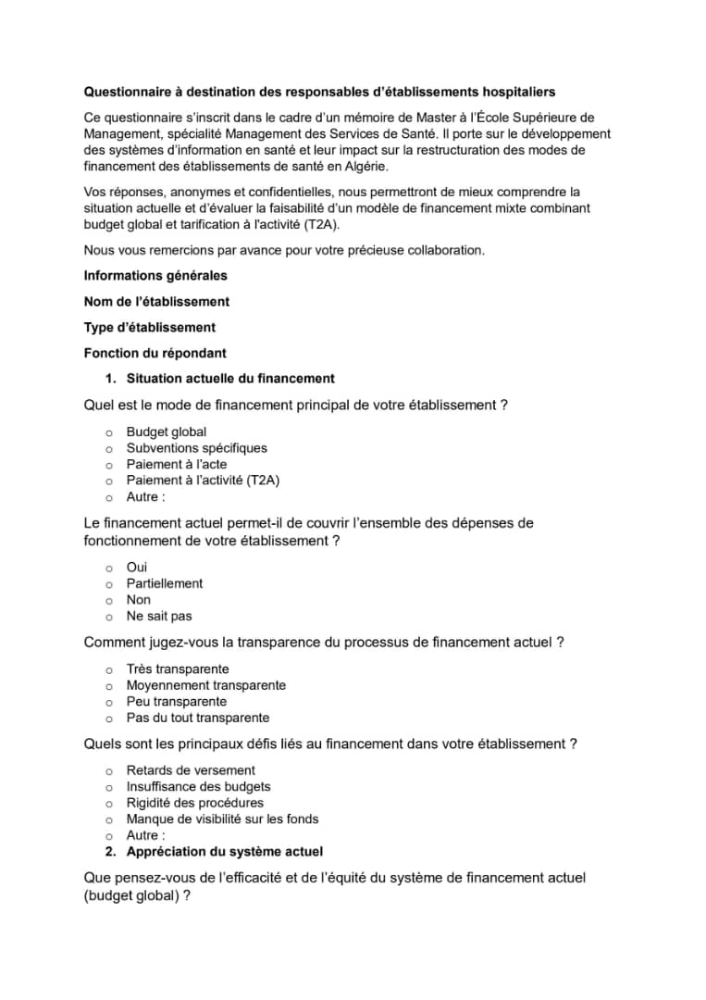 Questionnaire à destination des responsables d’établissements hospitaliers
Ce questionnaire s’inscrit dans le cadre d’un mémoire de Master à l’École Supérieure de
Management, spécialité Management des Services de Santé. Il porte sur le développement
des systèmes d’information en santé et leur impact sur la restructuration des modes de
financement des établissements de santé en Algérie.
Vos réponses, anonymes et confidentielles, nous permettront de mieux comprendre la
situation actuelle et d’évaluer la faisabilité d’un modèle de financement mixte combinant
budget global et tarification à l'activité (T2A).
Nous vous remercions par avance pour votre précieuse collaboration.
Informations générales
Nom de l’établissement
Type d’établissement
Fonction du répondant
1. Situation actuelle du financement
Quel est le mode de financement principal de votre établissement ?
o Budget global
o Subventions spécifiques
o Paiement à l’acte
o Paiement à l’activité (T2A)
o Autre :
Le financement actuel permet-il de couvrir l’ensemble des dépenses de
fonctionnement de votre établissement ?
o Oui
o Partiellement
o Non
o Ne sait pas
Comment jugez-vous la transparence du processus de financement actuel ?
o Très transparente
o Moyennement transparente
o Peu transparente
o Pas du tout transparente
Quels sont les principaux défis liés au financement dans votre établissement ?
o Retards de versement
o Insuffisance des budgets
o Rigidité des procédures
o Manque de visibilité sur les fonds
o Autre :
2. Appréciation du système actuel
Que pensez-vous de l’efficacité et de l’équité du système de financement actuel
(budget global) ?